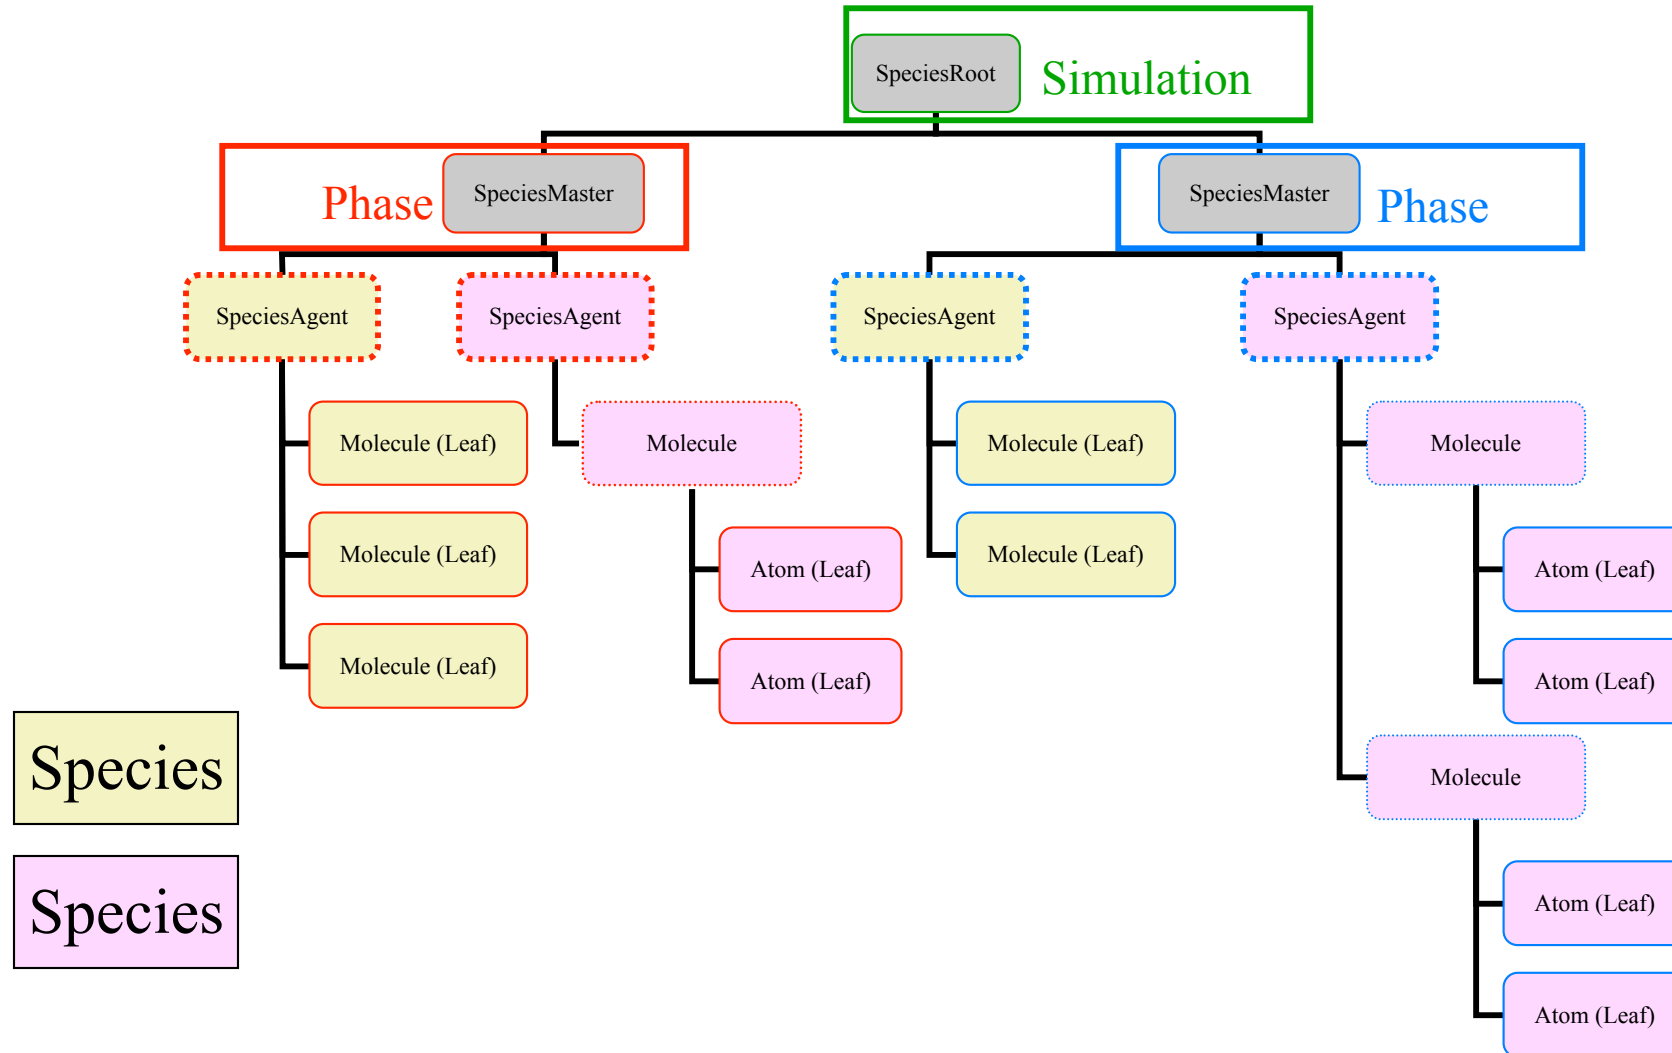 SpeciesRoot
Simulation
Phase
SpeciesMaster
SpeciesMaster
Phase
SpeciesAgent
SpeciesAgent
SpeciesAgent
SpeciesAgent
Molecule (Leaf)
Molecule
Molecule (Leaf)
Molecule
Molecule (Leaf)
Atom (Leaf)
Molecule (Leaf)
Atom (Leaf)
Molecule (Leaf)
Atom (Leaf)
Atom (Leaf)
Species
Molecule
Species
Atom (Leaf)
Atom (Leaf)